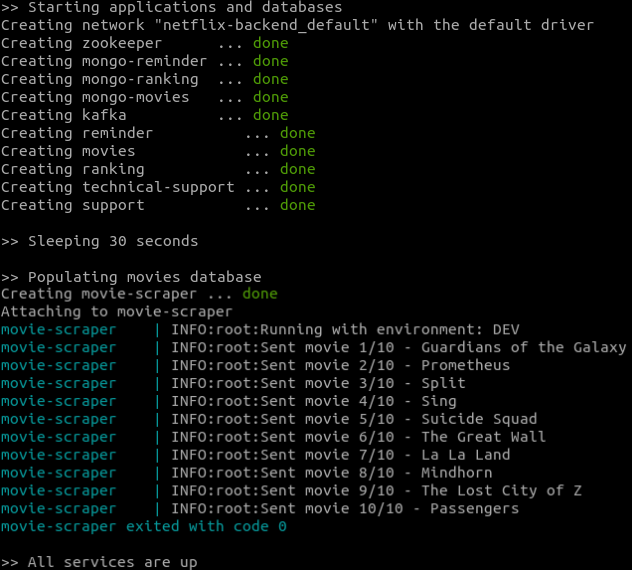 >> Starting applications and databases
Creating network "netflix-backend_default" with the default driver
Creating zookeeper      ... done
Creating mongo-reminder ... done
Creating mongo-ranking  ... done
Creating mongo-movies   ... done
Creating kafka          ... done
Creating reminder          ... done
Creating movies            ... done
Creating ranking           ... done
Creating technical-support ... done
Creating support           ... done

>> Sleeping 30 seconds

>> Populating movies database
Creating movie-scraper ... done
Attaching to movie-scraper
movie-scraper    | INFO:root:Running with environment: DEV
movie-scraper    | INFO:root:Sent movie 1/10 - Guardians of the Galaxy
movie-scraper    | INFO:root:Sent movie 2/10 - Prometheus
movie-scraper    | INFO:root:Sent movie 3/10 - Split
movie-scraper    | INFO:root:Sent movie 4/10 - Sing
movie-scraper    | INFO:root:Sent movie 5/10 - Suicide Squad
movie-scraper    | INFO:root:Sent movie 6/10 - The Great Wall
movie-scraper    | INFO:root:Sent movie 7/10 - La La Land
movie-scraper    | INFO:root:Sent movie 8/10 - Mindhorn
movie-scraper    | INFO:root:Sent movie 9/10 - The Lost City of Z
movie-scraper    | INFO:root:Sent movie 10/10 - Passengers
movie-scraper exited with code 0

>> All services are up